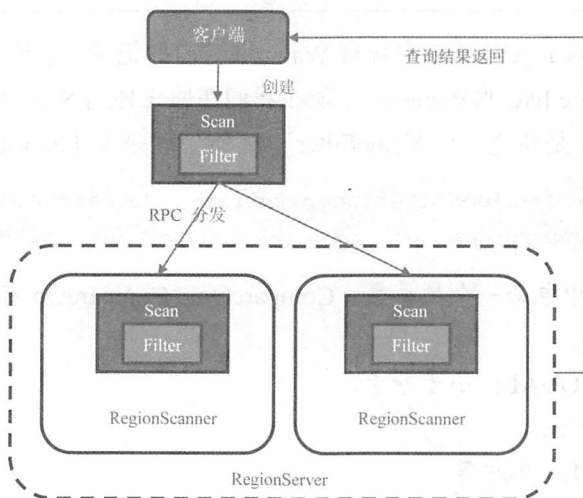 客户端
查询结果返回
创建
Scan
Filter
RPC 分发
Scan
Filter
RegionScanner
Scan
Filter
RegionScanner
RegionServer